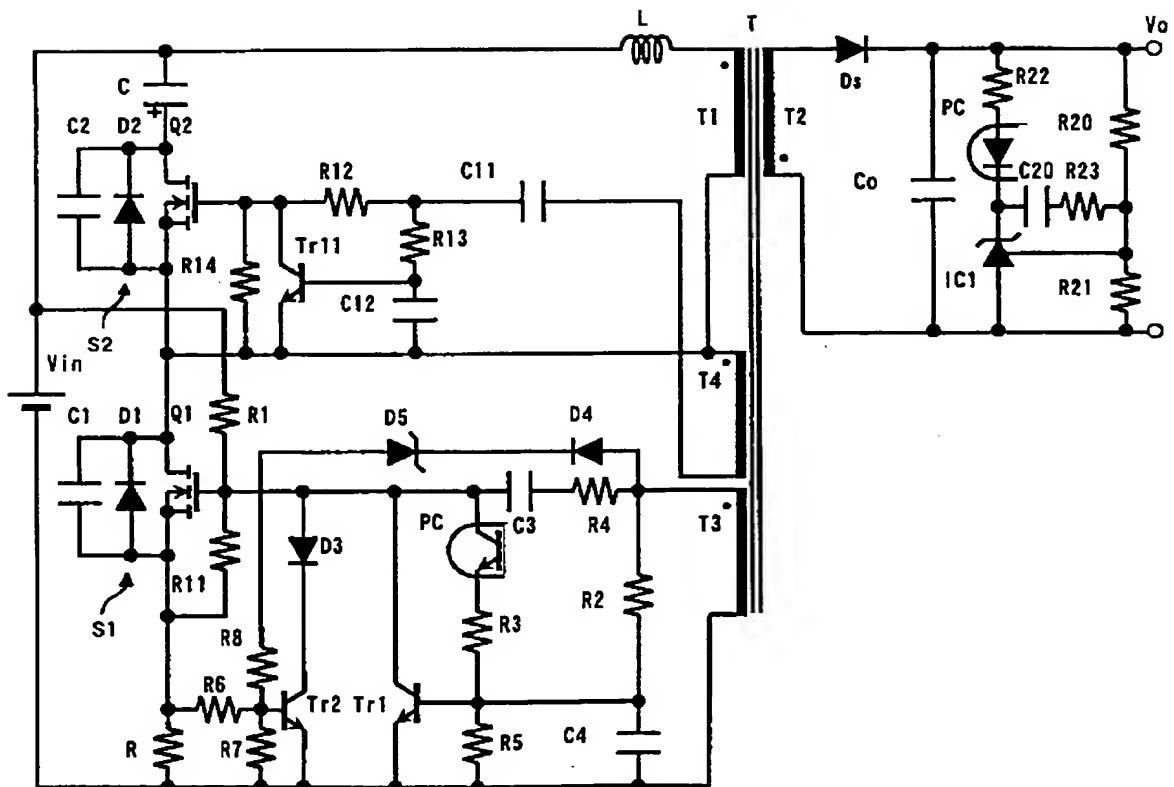 L T Vo
C
C2 D2 Q2
R12 C11
T1 T2
Ds
R22
PC
R20
Co
C20 R23
R14
Tr11
R13
C12
IC1
R21
S2
Vin
T4
C1 D1 Q1
R1
D5 D4
C3 R4
T3
PC
D3
R11
R2
R3
S1
R8
R6
Tr2 Tr1
R R7
R5
C4
+